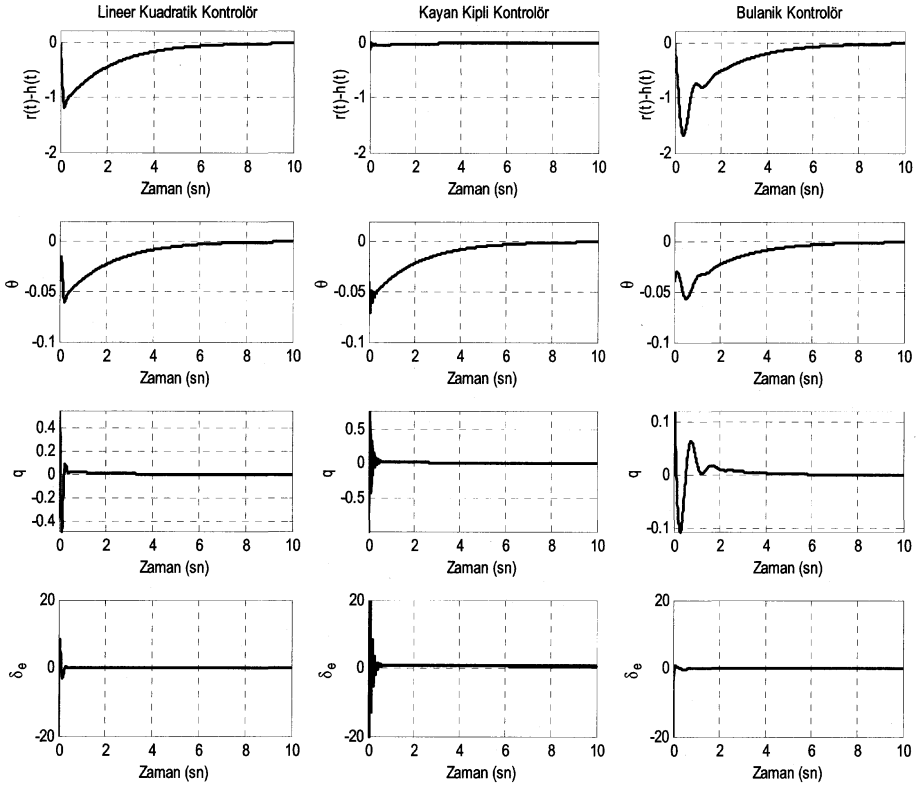 Lineer Kuadratik Kontrolör
Kayan Kipli Kontrolör
Bulanik Kontrolör
r(t)-h(t)
0
-1
-2
0 2 4 6 8 10
Zaman (sn)
r(t)-h(t)
0
-1
-2
0 2 4 6 8 10
Zaman (sn)
r(t)-h(t)
0
-1
-2
0 2 4 6 8 10
Zaman (sn)
θ
0
-0.05
-0.1
0 2 4 6 8 10
Zaman (sn)
θ
0
-0.05
-0.1
0 2 4 6 8 10
Zaman (sn)
θ
0
-0.05
-0.1
0 2 4 6 8 10
Zaman (sn)
q
0.4
0.2
0
-0.2
-0.4
0 2 4 6 8 10
Zaman (sn)
q
0.5
0
-0.5
0 2 4 6 8 10
Zaman (sn)
q
0.1
0
-0.1
0 2 4 6 8 10
Zaman (sn)
δe
20
0
-20
0 2 4 6 8 10
Zaman (sn)
δe
20
0
-20
0 2 4 6 8 10
Zaman (sn)
δe
20
0
-20
0 2 4 6 8 10
Zaman (sn)